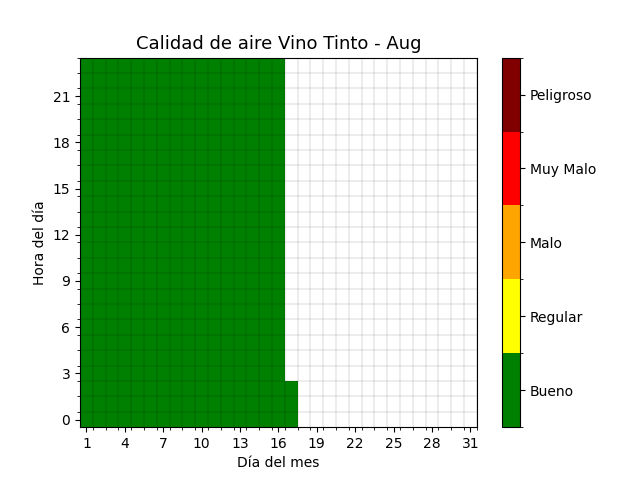 Calidad de aire Vino Tinto - Aug
Hora del día
21
18
15
12
9
6
3
0
1 4 7 10 13 16 19 22 25 28 31
Día del mes
Peligroso
Muy Malo
Malo
Regular
Bueno